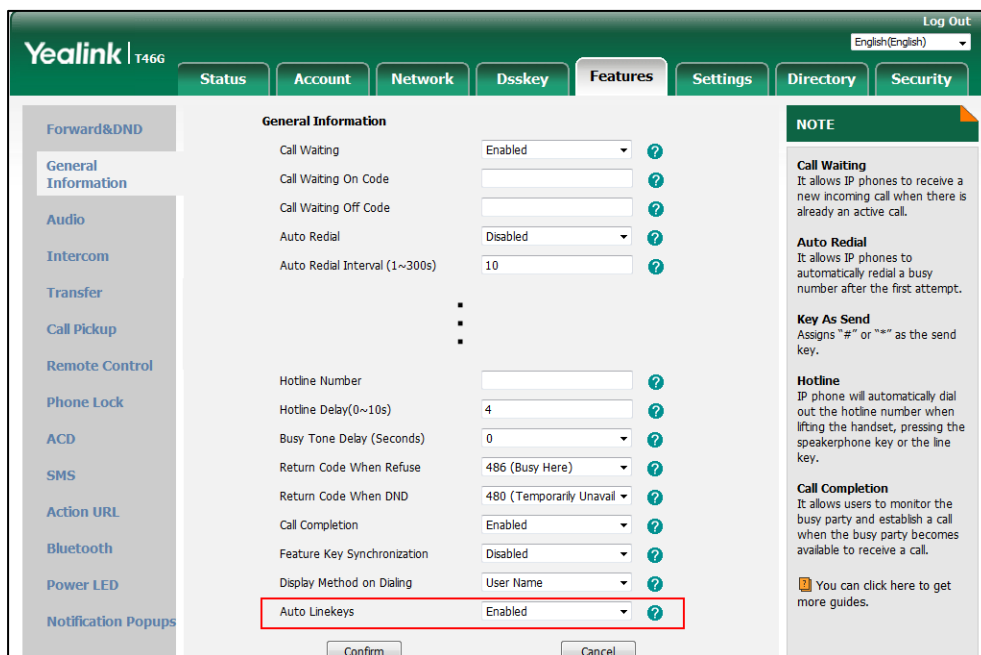 Log Out
Yealink T46G
English(English)
Status Account Network Dsskey Features Settings Directory Security
Forward&DND
General
Information
Audio
Intercom
Transfer
Call Pickup
Remote Control
Phone Lock
ACD
SMS
Action URL
Bluetooth
Power LED
Notification Popups
General Information
Call Waiting Enabled ?
Call Waiting On Code ?
Call Waiting Off Code ?
Auto Redial Disabled ?
Auto Redial Interval (1~300s) 10 ?
Hotline Number ?
Hotline Delay(0~10s) 4 ?
Busy Tone Delay (Seconds) 0 ?
Return Code When Refuse 486 (Busy Here) ?
Return Code When DND 480 (Temporarily Unavail ?
Call Completion Enabled ?
Feature Key Synchronization Disabled ?
Display Method on Dialing User Name ?
Auto Linekeys Enabled ?
Confirm Cancel
NOTE
Call Waiting
It allows IP phones to receive a
new incoming call when there is
already an active call.
Auto Redial
It allows IP phones to
automatically redial a busy
number after the first attempt.
Key As Send
Assigns "#" or "*" as the send
key.
Hotline
IP phone will automatically dial
out the hotline number when
lifting the handset, pressing the
speakerphone key or the line
key.
Call Completion
It allows users to monitor the
busy party and establish a call
when the busy party becomes
available to receive a call.
? You can click here to get
more guides.